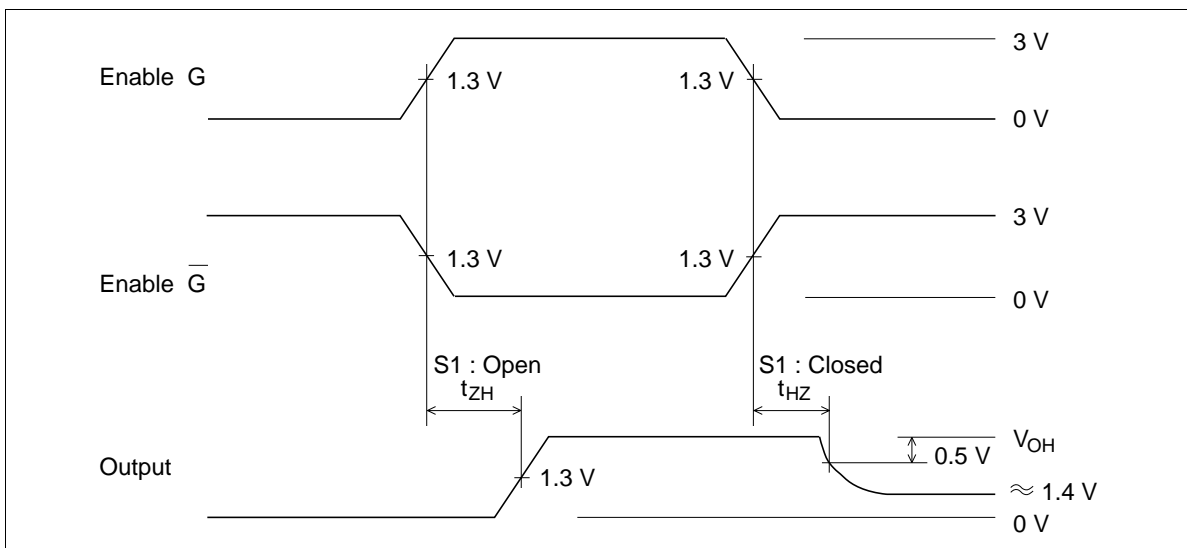 3 V
Enable G
1.3 V 1.3 V
0 V
3 V
1.3 V 1.3 V
Enable G̅
0 V
S1 : Open S1 : Closed
tZH tHZ
VOH
0.5 V
Output
1.3 V
≈ 1.4 V
0 V